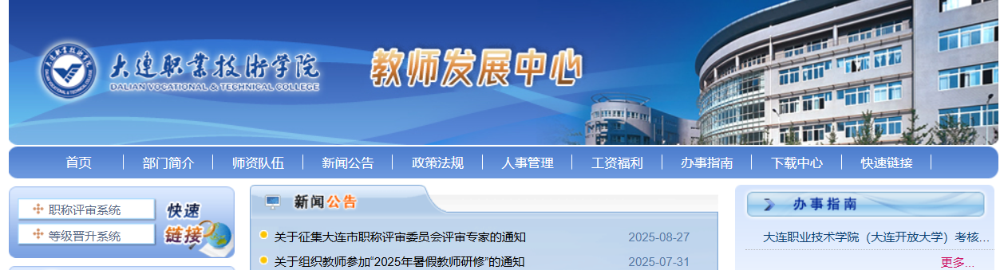 大连职业技术学院
DALIAN VOCATIONAL & TECHNICAL COLLEGE
教师发展中心
首页 部门简介 师资队伍 新闻公告 政策法规 人事管理 工资福利 办事指南 下载中心 快速链接
职称评审系统
等级晋升系统
快速
链接
新闻公告
关于征集大连市职称评审委员会评审专家的通知 2025-08-27
关于组织教师参加“2025年暑假教师研修”的通知 2025-07-31
办事指南
大连职业技术学院（大连开放大学）考核...
更多...